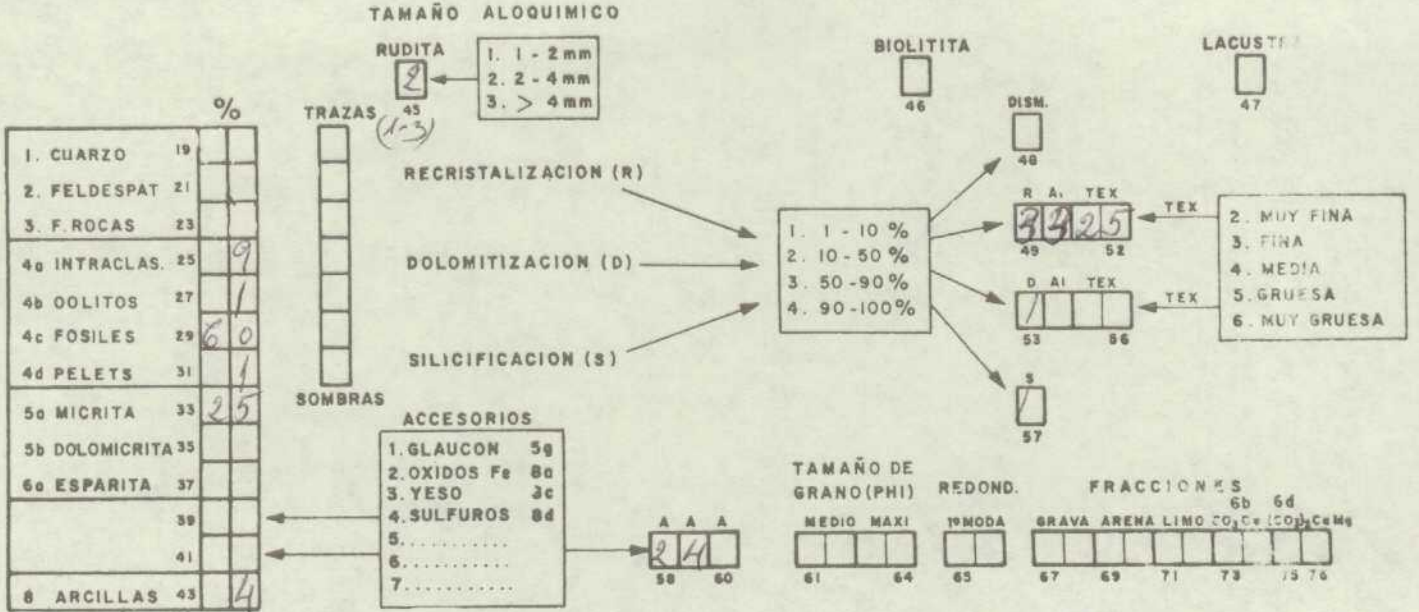 TAMAÑO ALOQUIMICO
RUDITA
2
45
(1-3)
1. 1 - 2 mm
2. 2 - 4 mm
3. > 4 mm
BIOLITITA
46
47
DISM.
48
%
TRAZAS
SOMBRAS
1. CUARZO 19
2. FELDESPAT 21
3. F. ROCAS 23
4a INTRACLAS. 25 9
4b OOLITOS 27 1
4c FOSILES 29 6 0
4d PELETS 31 1
5a MICRITA 33 2 5
5b DOLOMICRITA 35
6a ESPARITA 37
39
41
8 ARCILLAS 43 4
RECRISTALIZACION (R)
DOLOMITIZACION (D)
SILICIFICACION (S)
1. 1 - 10 %
2. 10 - 50 %
3. 50 - 90 %
4. 90 - 100%
R A. TEX
3 3 2 5
49 52
TEX
D AI TEX
1
53
TEX
S
1
57
2. MUY FINA
3. FINA
4. MEDIA
5. GRUESA
6. MUY GRUESA
ACCESORIOS
1. GLAUCON 5g
2. OXIDOS Fe 8a
3. YESO 3c
4. SULFUROS 8d
5...........
6...........
7...........
A A A
2 4
58 60
TAMAÑO DE
GRANO (PHI)
MEDIO MAXI
61 64
REDOND.
1ª MODA
65
FRACCIONES
6b 6d
GRAVA ARENA LIMO
67 69 71 73 75 76